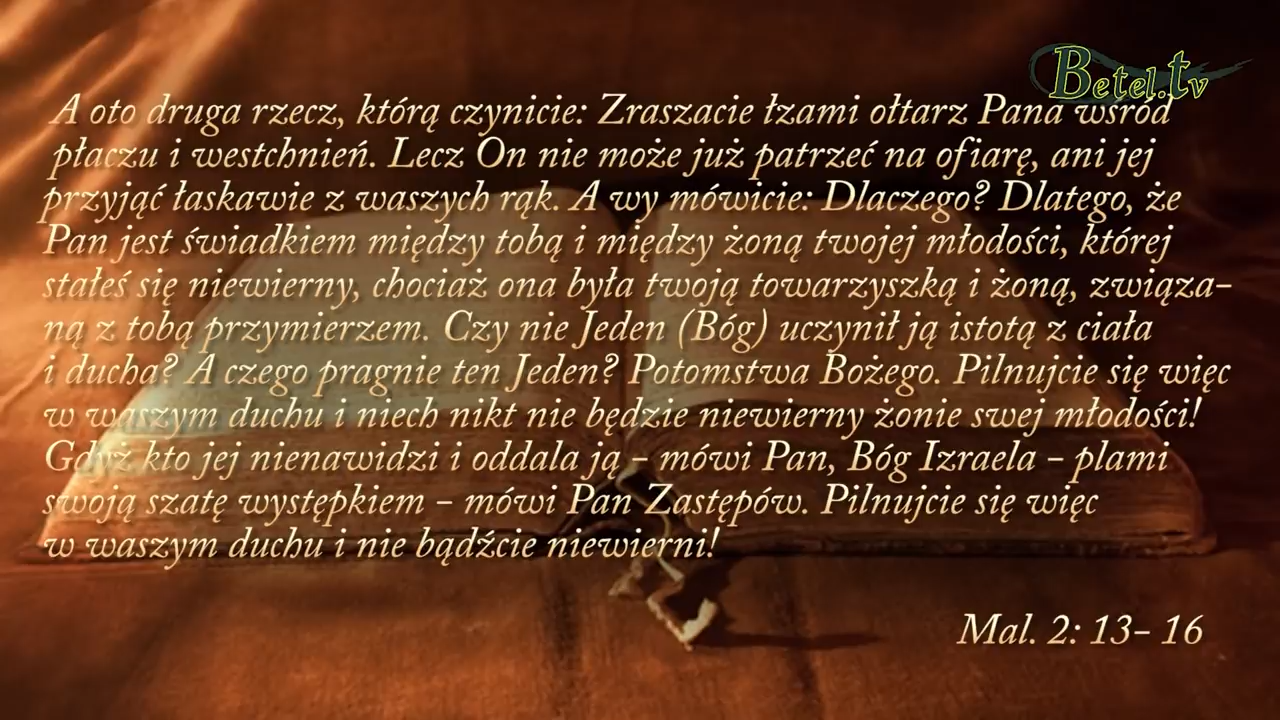 Betel.tv
A oto druga rzecz, którą czynicie: Zraszacie łzami ołtarz Pana wśród
płaczu i westchnień. Lecz On nie może już patrzeć na ofiarę, ani jej
przyjąć łaskawie z waszych rąk. A wy mówicie: Dlaczego? Dlatego, że
Pan jest świadkiem między tobą i między żoną twojej młodości, której
stałeś się niewierny, chociaż ona była twoją towarzyszką i żoną, związa-
ną z tobą przymierzem. Czy nie Jeden (Bóg) uczynił ją istotą z ciała
i ducha? A czego pragnie ten Jeden? Potomstwa Bożego. Pilnujcie się więc
w waszym duchu i niech nikt nie będzie niewierny żonie swej młodości!
Gdyż kto jej nienawidzi i oddala ją - mówi Pan, Bóg Izraela - plami
swoją szatę występkiem - mówi Pan Zastępów. Pilnujcie się więc
w waszym duchu i nie bądźcie niewierni!
Mal. 2: 13- 16